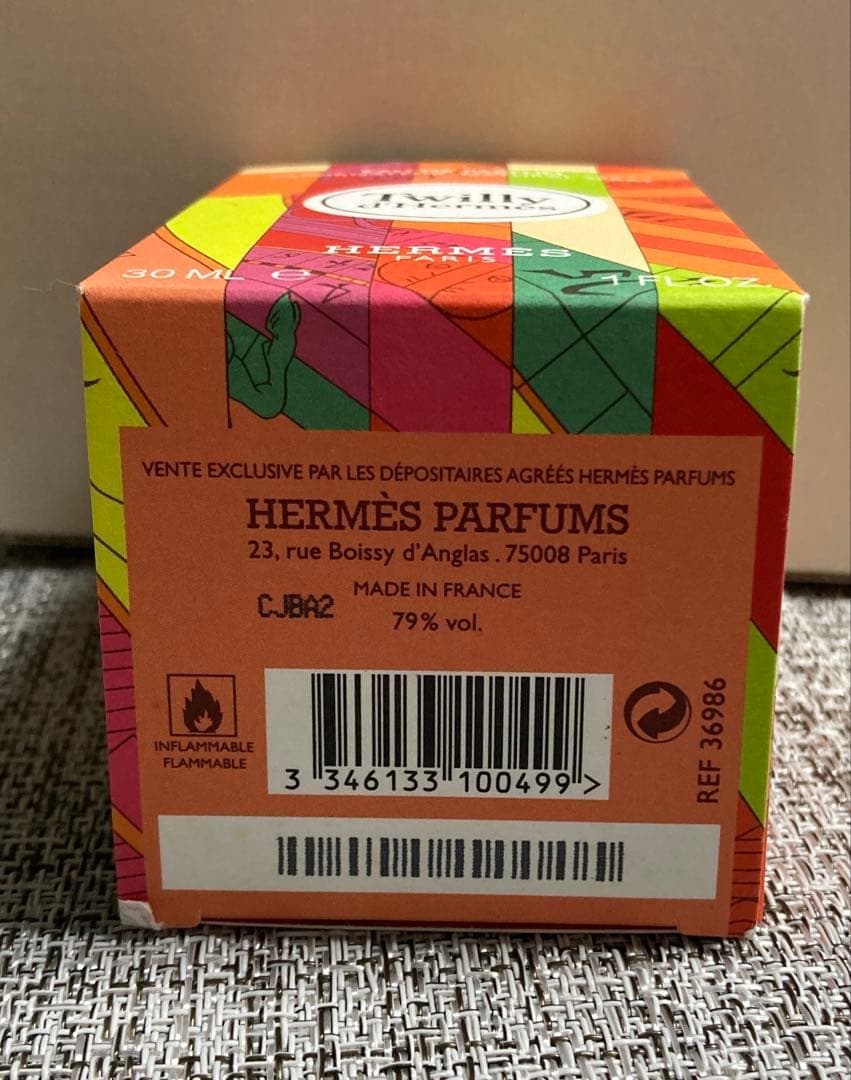 Twilly
d'Hermès
HERMÈS
PARIS
30 ML e 1 FL.OZ.
VENTE EXCLUSIVE PAR LES DÉPOSITAIRES AGRÉÉS HERMÈS PARFUMS
HERMÈS PARFUMS
23, rue Boissy d'Anglas . 75008 Paris
MADE IN FRANCE
CJBA2
79% vol.
INFLAMMABLE
FLAMMABLE
3 346133 100499 >
REF 36986